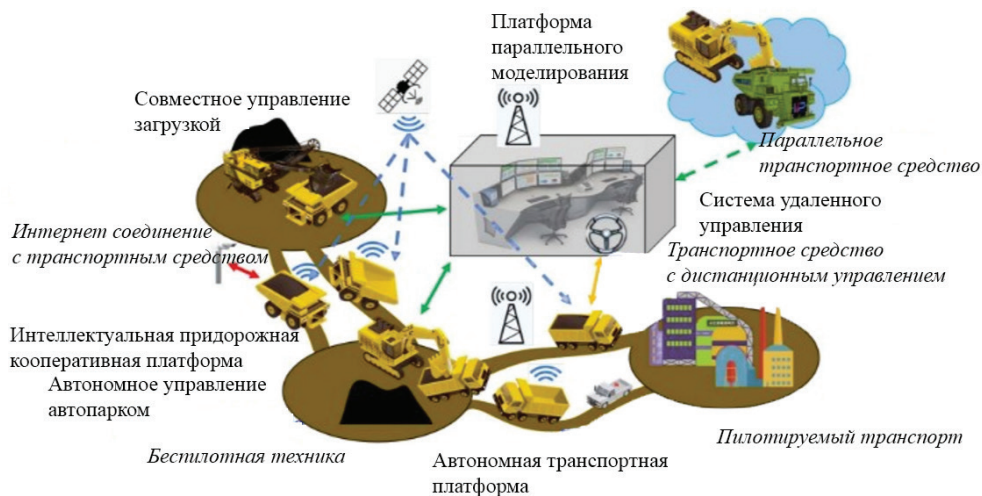 Платформа
параллельного
моделирования
Совместное управление
загрузкой
Параллельное
транспортное средство
Система удаленного
управления
Интернет соединение
с транспортным средством
Транспортное средство
с дистанционным управлением
Интеллектуальная придорожная
кооперативная платформа
Автономное управление
автопарком
Беспилотная техника
Автономная транспортная
платформа
Пилотируемый транспорт